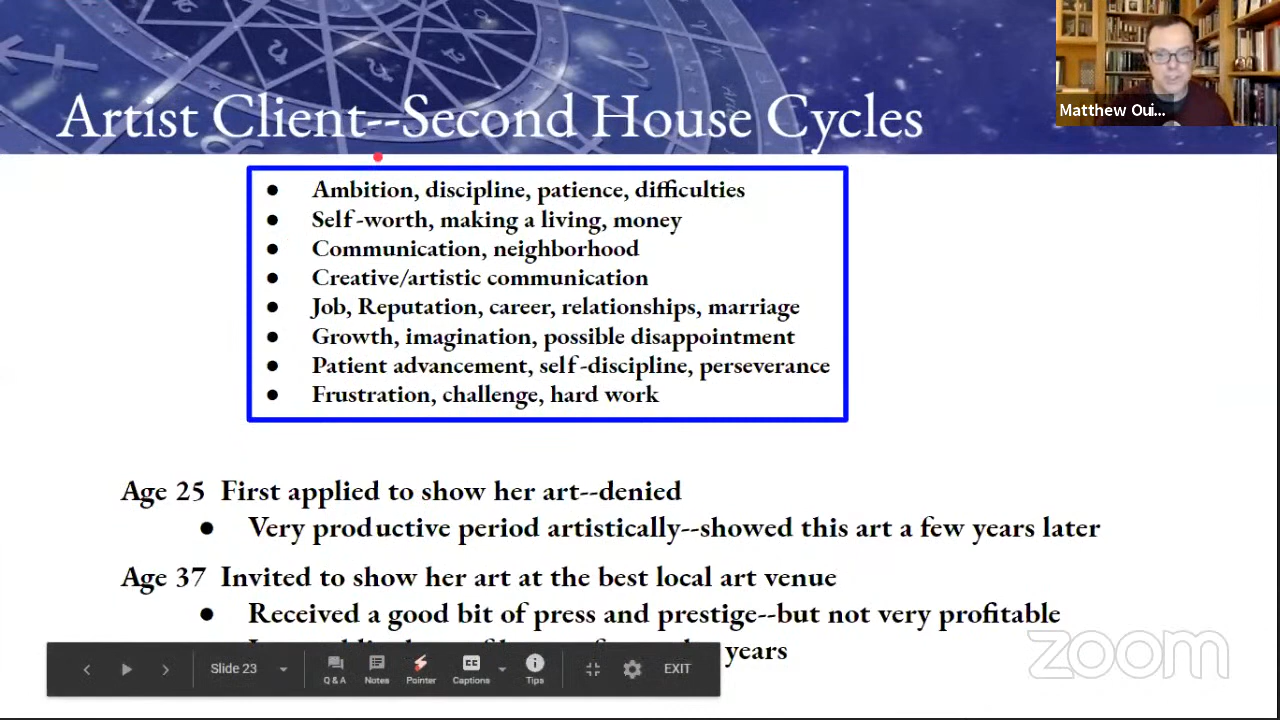 Artist Client--Second House Cycles
Matthew Oui...
● Ambition, discipline, patience, difficulties
● Self-worth, making a living, money
● Communication, neighborhood
● Creative/artistic communication
● Job, Reputation, career, relationships, marriage
● Growth, imagination, possible disappointment
● Patient advancement, self-discipline, perseverance
● Frustration, challenge, hard work
Age 25 First applied to show her art--denied
● Very productive period artistically--showed this art a few years later
Age 37 Invited to show her art at the best local art venue
● Received a good bit of press and prestige--but not very profitable
years
zoom
Slide 23
Q & A
Notes
Pointer
CC
Captions
Tips
EXIT